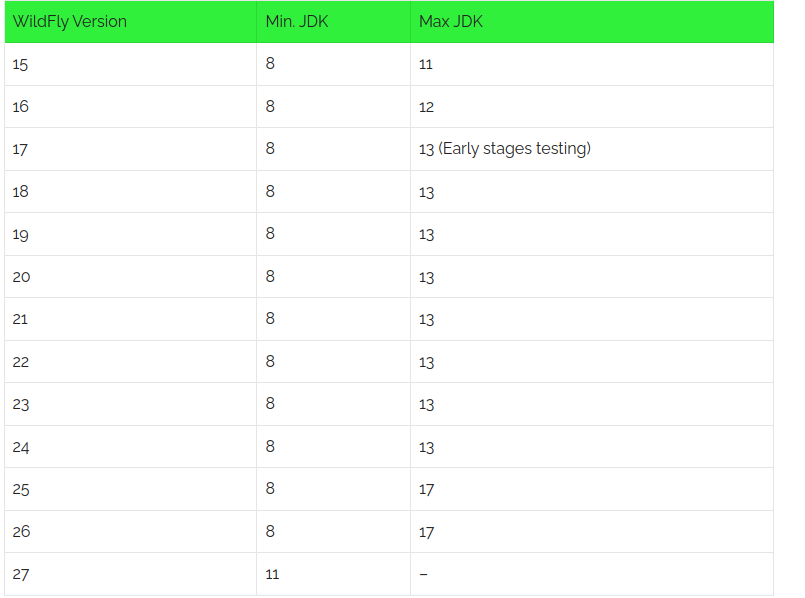 WildFly Version Min. JDK Max JDK
15 8 11
16 8 12
17 8 13 (Early stages testing)
18 8 13
19 8 13
20 8 13
21 8 13
22 8 13
23 8 13
24 8 13
25 8 17
26 8 17
27 11 –